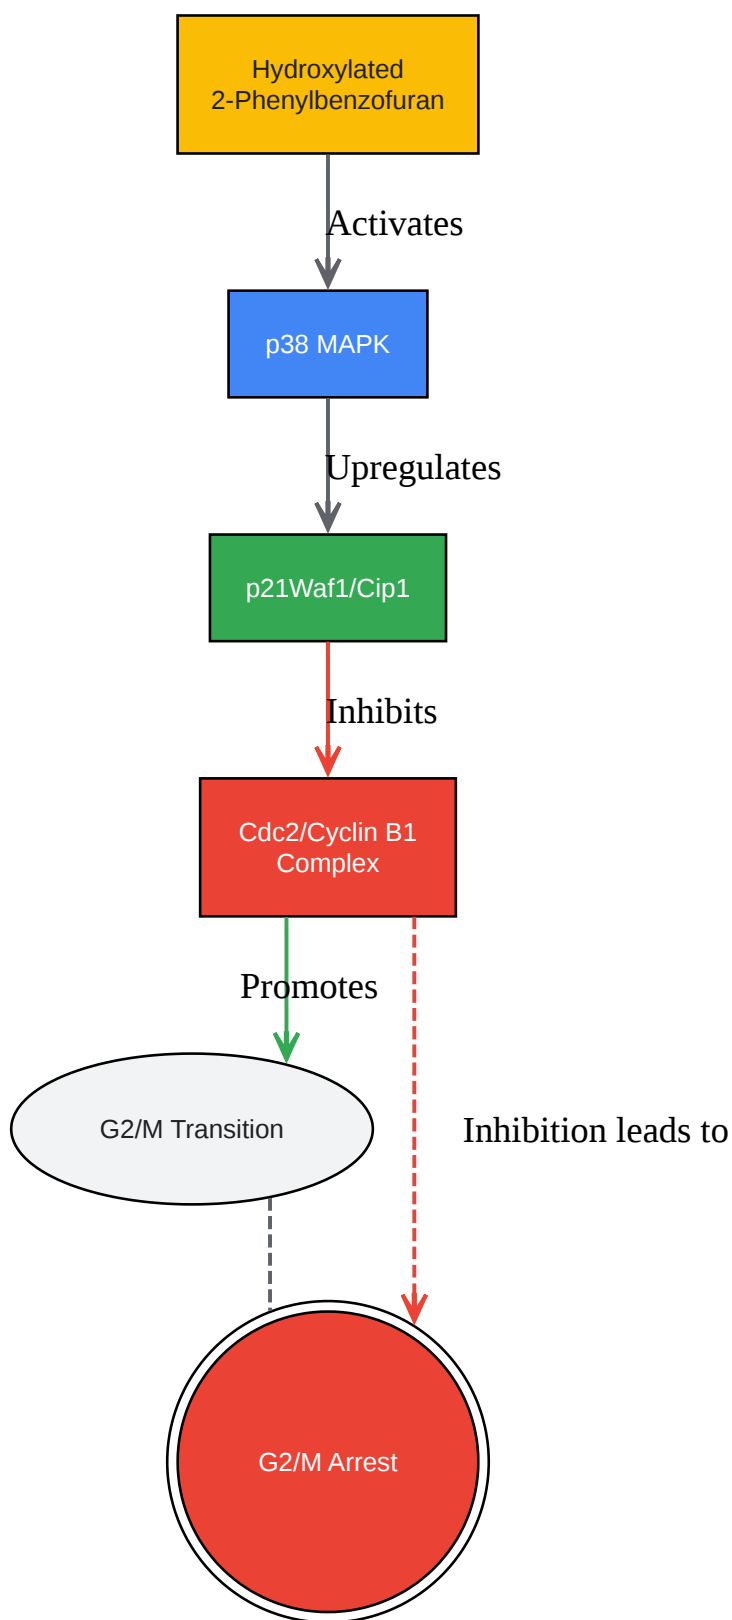 Hydroxylated
2-Phenylbenzofuran
Activates
p38 MAPK
Upregulates
p21Waf1/Cip1
Inhibits
Cdc2/Cyclin B1
Complex
Promotes
G2/M Transition
Inhibition leads to
G2/M Arrest